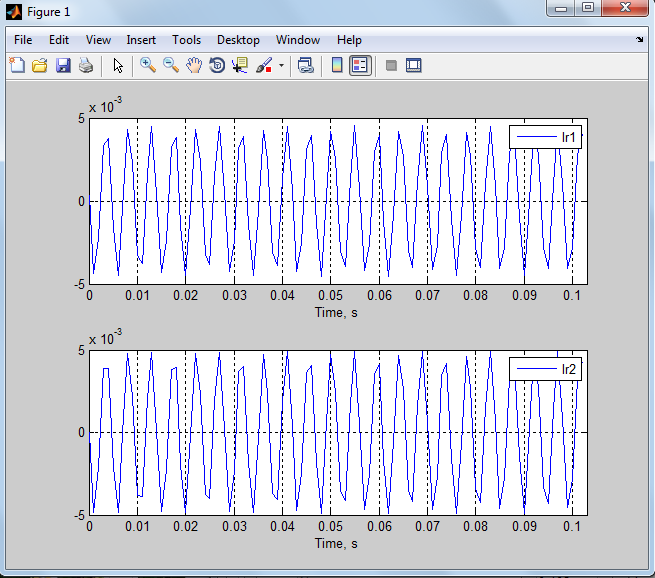 Figure 1
File Edit View Insert Tools Desktop Window Help
x 10-3
5
0
-5
Ir1
0 0.01 0.02 0.03 0.04 0.05 0.06 0.07 0.08 0.09 0.1
Time, s
x 10-3
5
0
-5
Ir2
0 0.01 0.02 0.03 0.04 0.05 0.06 0.07 0.08 0.09 0.1
Time, s